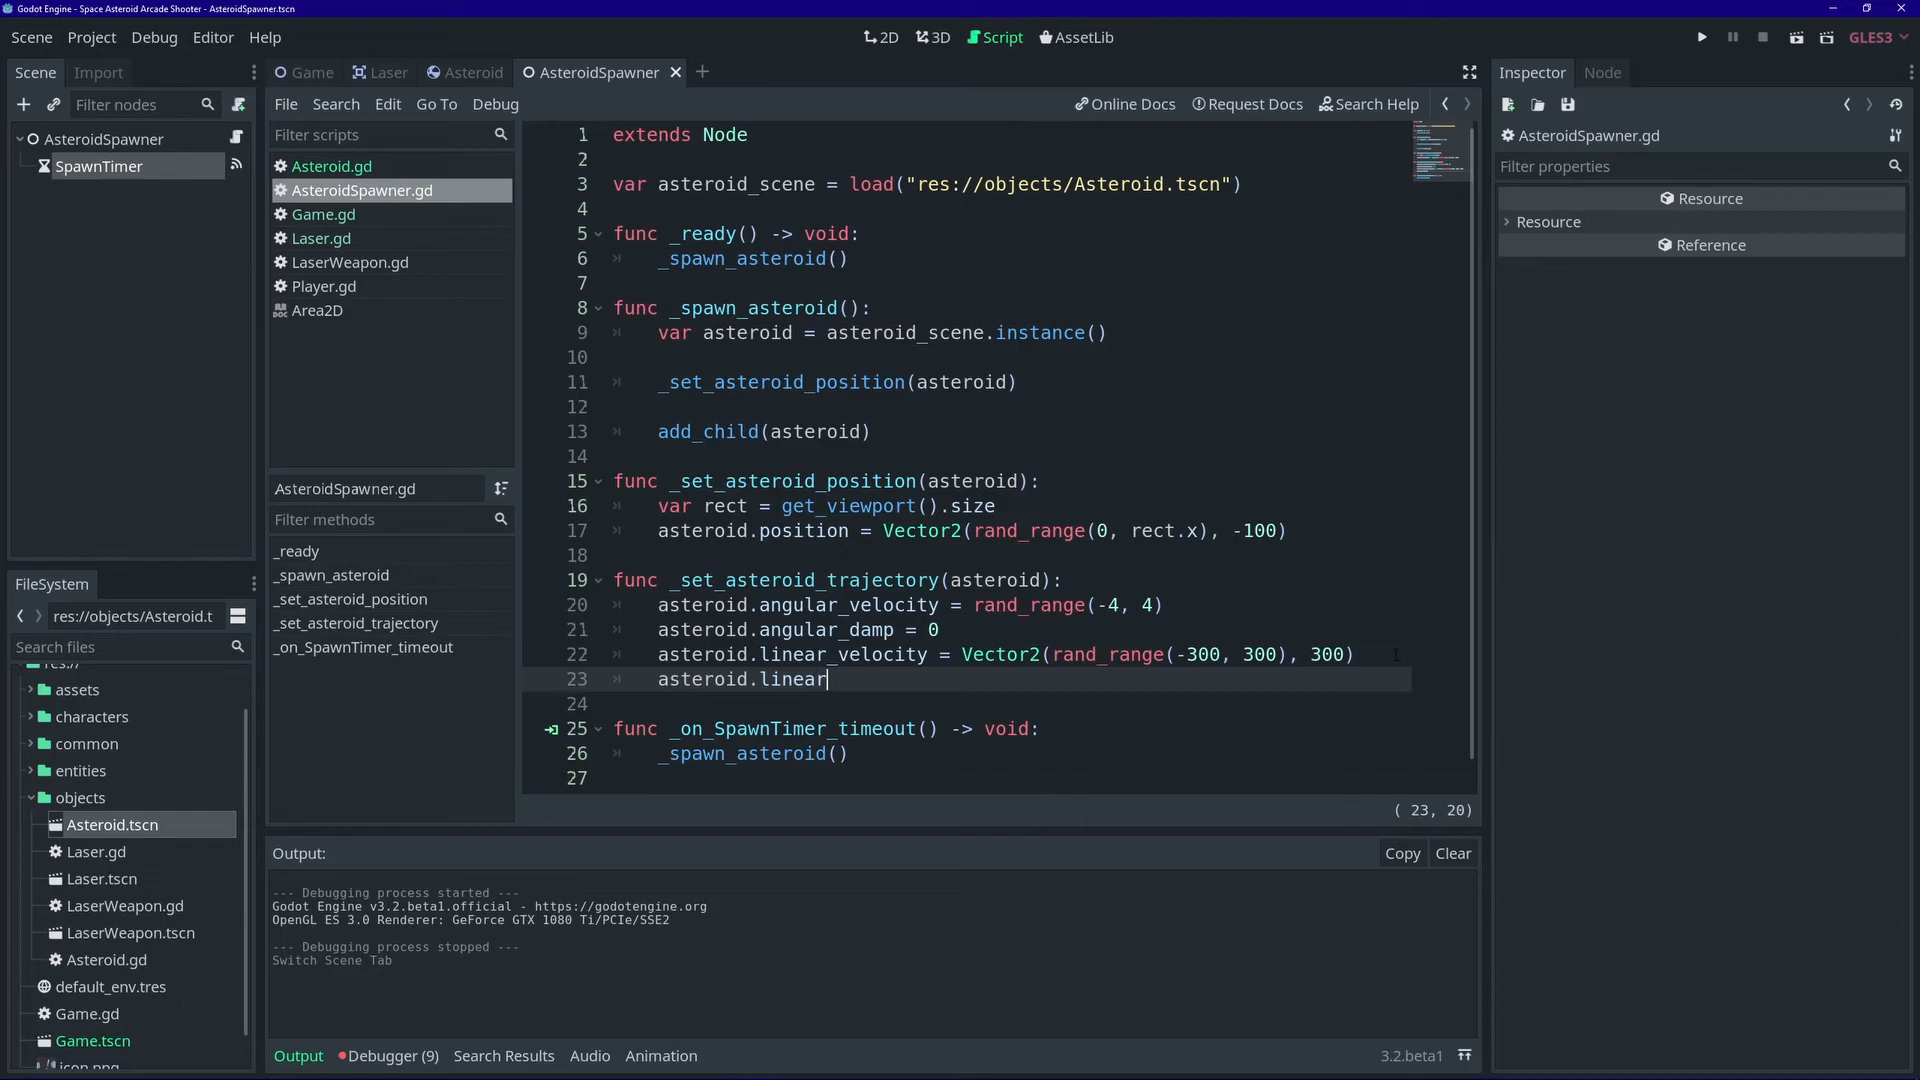 Godot Engine - Space Asteroid Arcade Shooter - AsteroidSpawner.tscn
Scene Project Debug Editor Help
2D 3D Script AssetLib
GLES3
Scene Import
Filter nodes
AsteroidSpawner
SpawnTimer
Game Laser Asteroid AsteroidSpawner
File Search Edit Go To Debug
Online Docs Request Docs Search Help
Filter scripts
Asteroid.gd
AsteroidSpawner.gd
Game.gd
Laser.gd
LaserWeapon.gd
Player.gd
Area2D
AsteroidSpawner.gd
Filter methods
_ready
_spawn_asteroid
_set_asteroid_position
_set_asteroid_trajectory
_on_SpawnTimer_timeout
1 extends Node
2
3 var asteroid_scene = load("res://objects/Asteroid.tscn")
4
5 func _ready() -> void:
6 _spawn_asteroid()
7
8 func _spawn_asteroid():
9 var asteroid = asteroid_scene.instance()
10
11 _set_asteroid_position(asteroid)
12
13 add_child(asteroid)
14
15 func _set_asteroid_position(asteroid):
16 var rect = get_viewport().size
17 asteroid.position = Vector2(rand_range(0, rect.x), -100)
18
19 func _set_asteroid_trajectory(asteroid):
20 asteroid.angular_velocity = rand_range(-4, 4)
21 asteroid.angular_damp = 0
22 asteroid.linear_velocity = Vector2(rand_range(-300, 300), 300)
23 asteroid.linear
24
25 func _on_SpawnTimer_timeout() -> void:
26 _spawn_asteroid()
27
( 23, 20)
FileSystem
res://objects/Asteroid.t
Search files
res://
assets
characters
common
entities
objects
Asteroid.tscn
Laser.gd
Laser.tscn
LaserWeapon.gd
LaserWeapon.tscn
Asteroid.gd
default_env.tres
Game.gd
Game.tscn
icon.png
Output:
Copy Clear
--- Debugging process started ---
Godot Engine v3.2.beta1.official - https://godotengine.org
OpenGL ES 3.0 Renderer: GeForce GTX 1080 Ti/PCIe/SSE2
--- Debugging process stopped ---
Switch Scene Tab
Output Debugger (9) Search Results Audio Animation
3.2.beta1
Inspector Node
AsteroidSpawner.gd
Filter properties
Resource
Resource
Reference